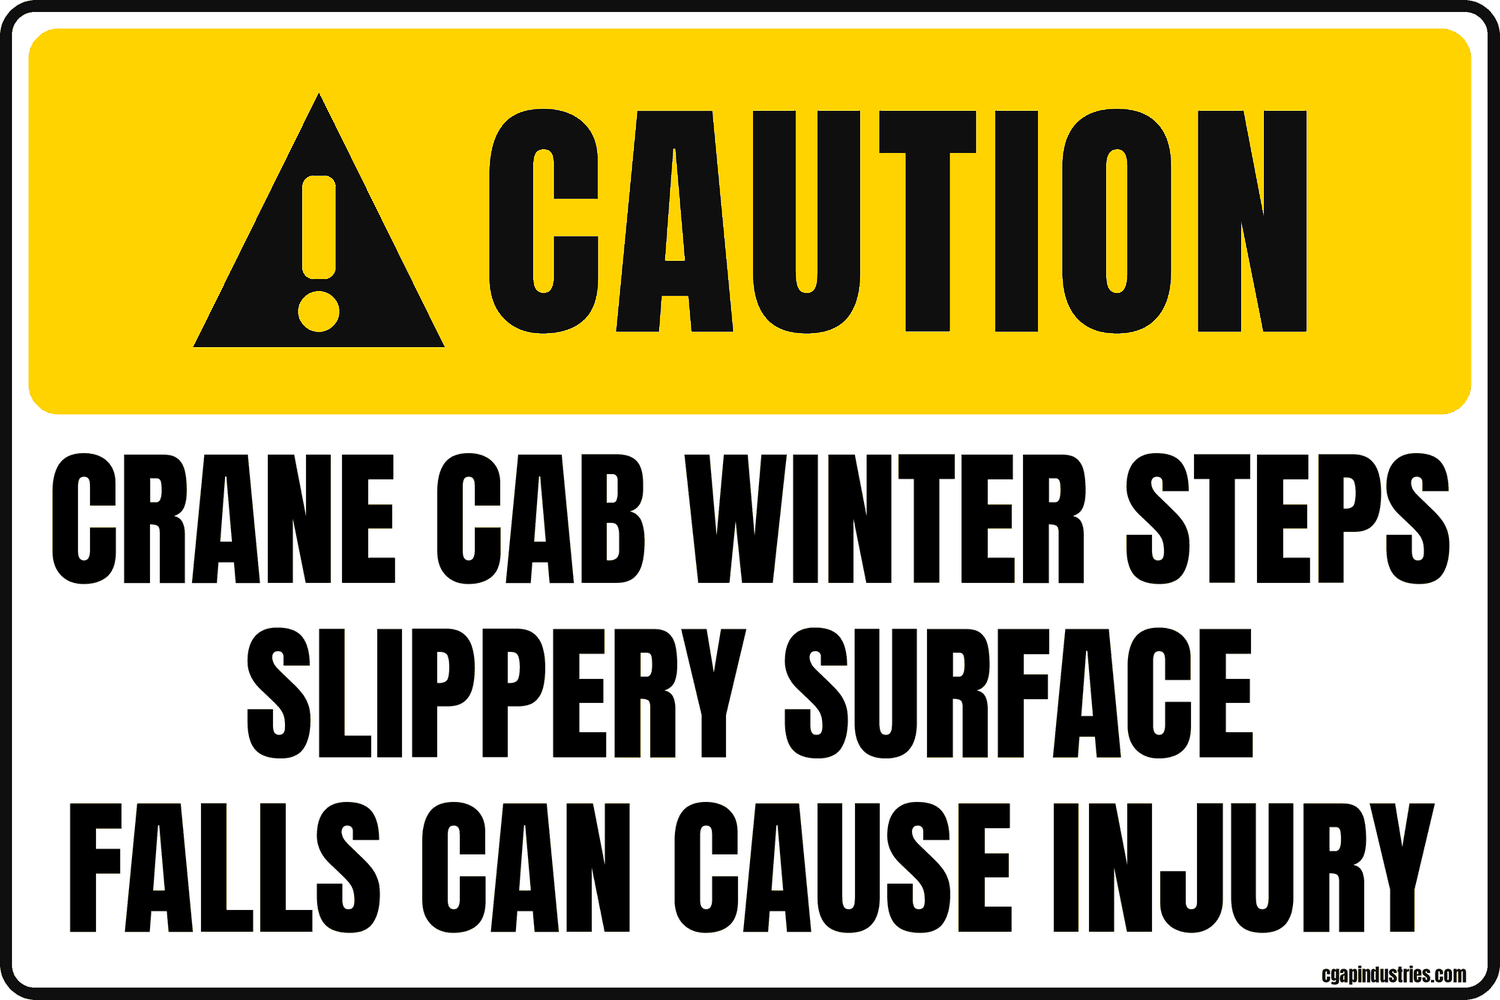 CAUTION
CRANE CAB WINTER STEPS
SLIPPERY SURFACE
FALLS CAN CAUSE INJURY
cgapindustries.com